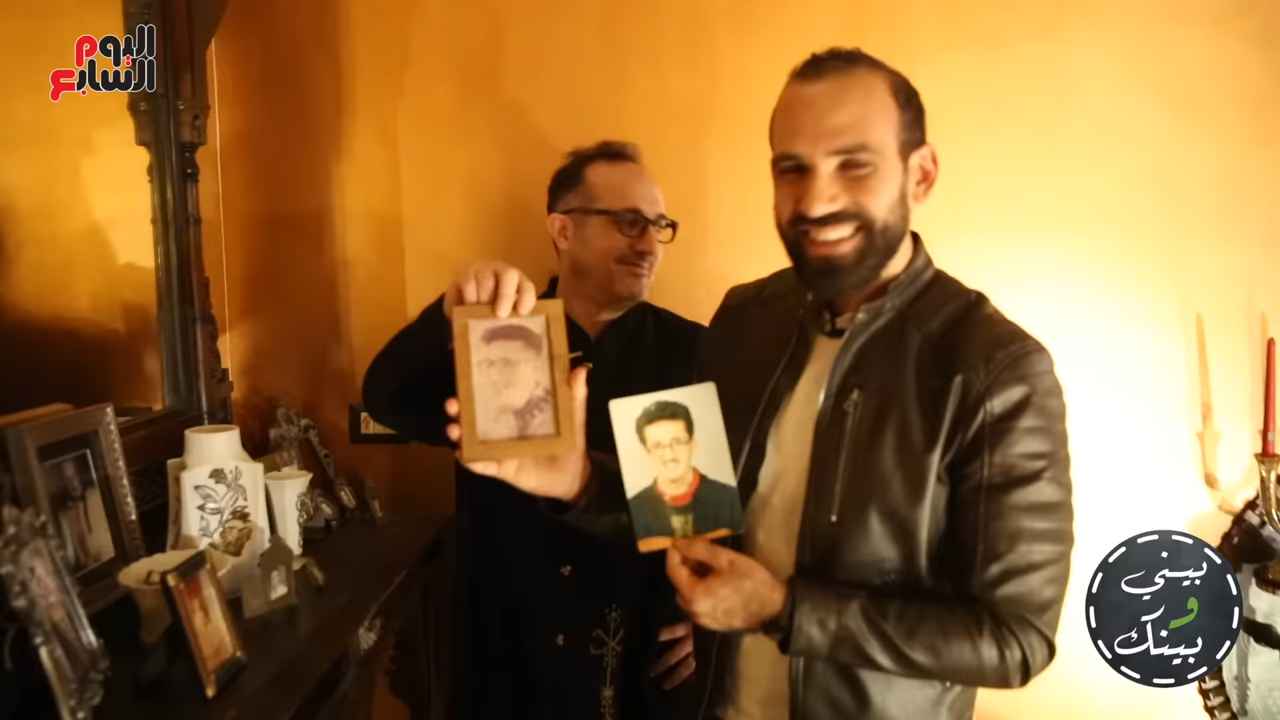 اليوم
السابع
بيني
و
بينك